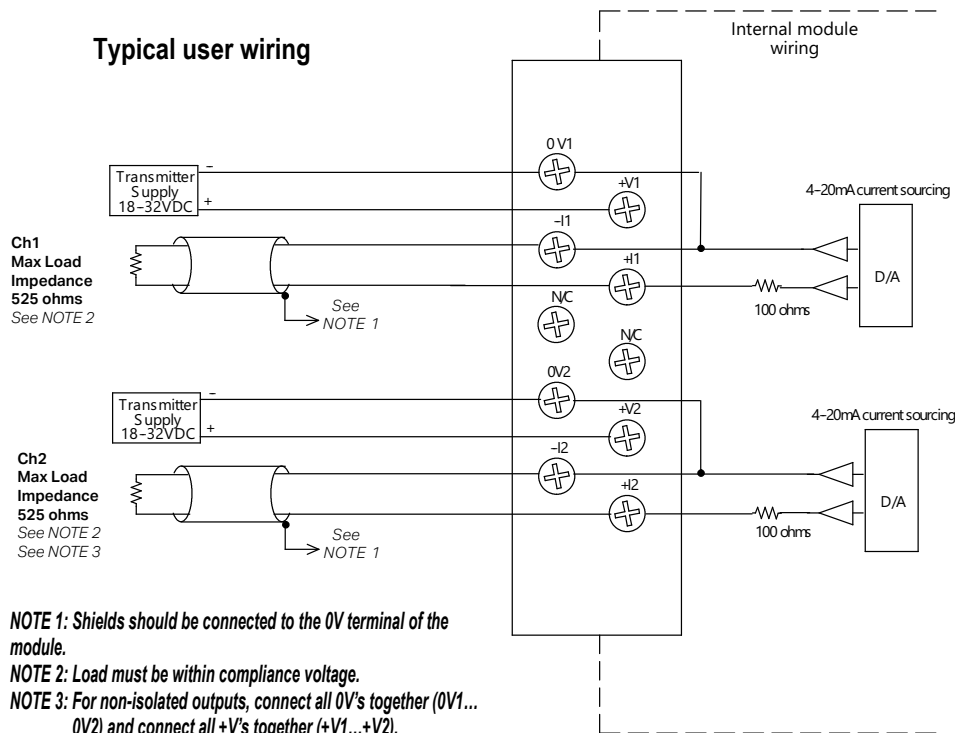 Typical user wiring
Internal module
wiring
0 V1
+V1
Transmitter
Supply
18–32VDC
–
+
4–20mA current sourcing
–I1
+I1
Ch1
Max Load
Impedance
525 ohms
See NOTE 2
See
NOTE 1
N/C
100 ohms
D/A
N/C
0V2
+V2
Transmitter
Supply
18–32VDC
–
+
4–20mA current sourcing
–I2
+I2
Ch2
Max Load
Impedance
525 ohms
See NOTE 2
See NOTE 3
See
NOTE 1
100 ohms
D/A
NOTE 1: Shields should be connected to the 0V terminal of the
module.
NOTE 2: Load must be within compliance voltage.
NOTE 3: For non-isolated outputs, connect all 0V's together (0V1…
0V2) and connect all +V's together (+V1…+V2).